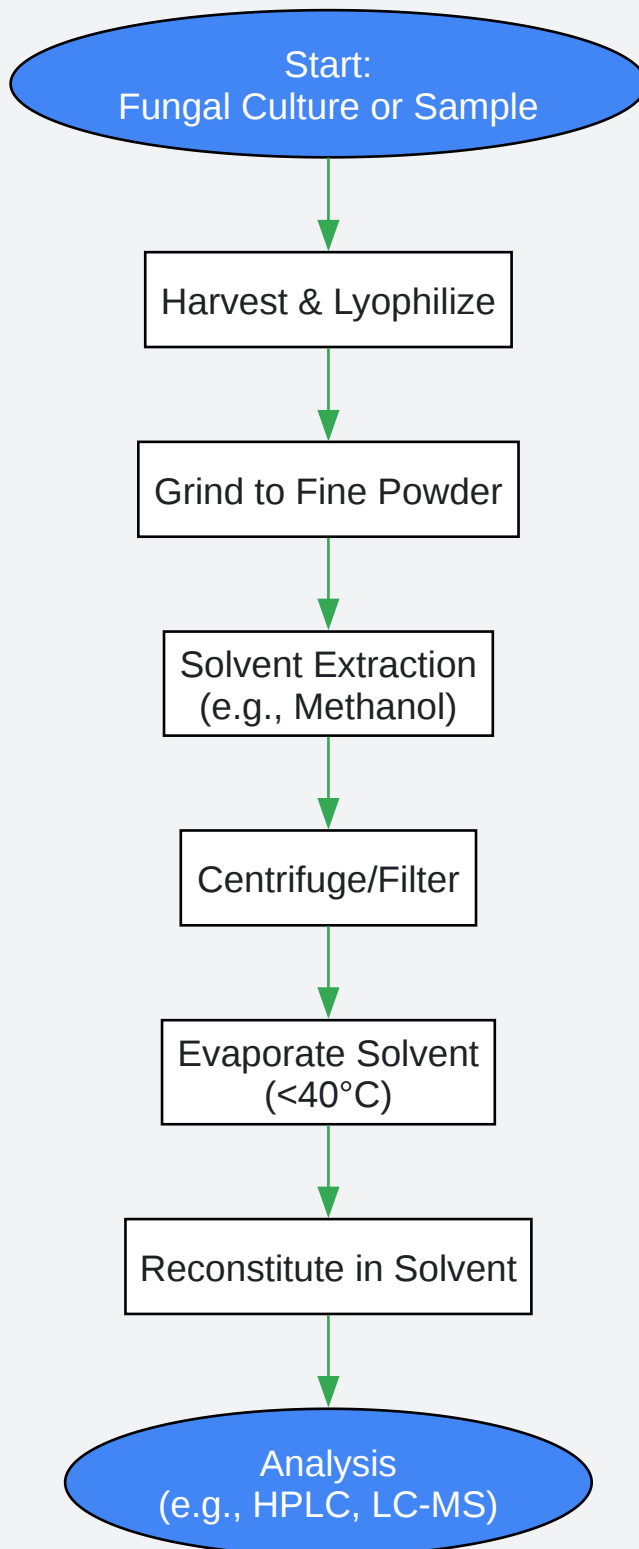 Start:
Fungal Culture or Sample
Harvest & Lyophilize
Grind to Fine Powder
Solvent Extraction
(e.g., Methanol)
Centrifuge/Filter
Evaporate Solvent
(<40°C)
Reconstitute in Solvent
Analysis
(e.g., HPLC, LC-MS)